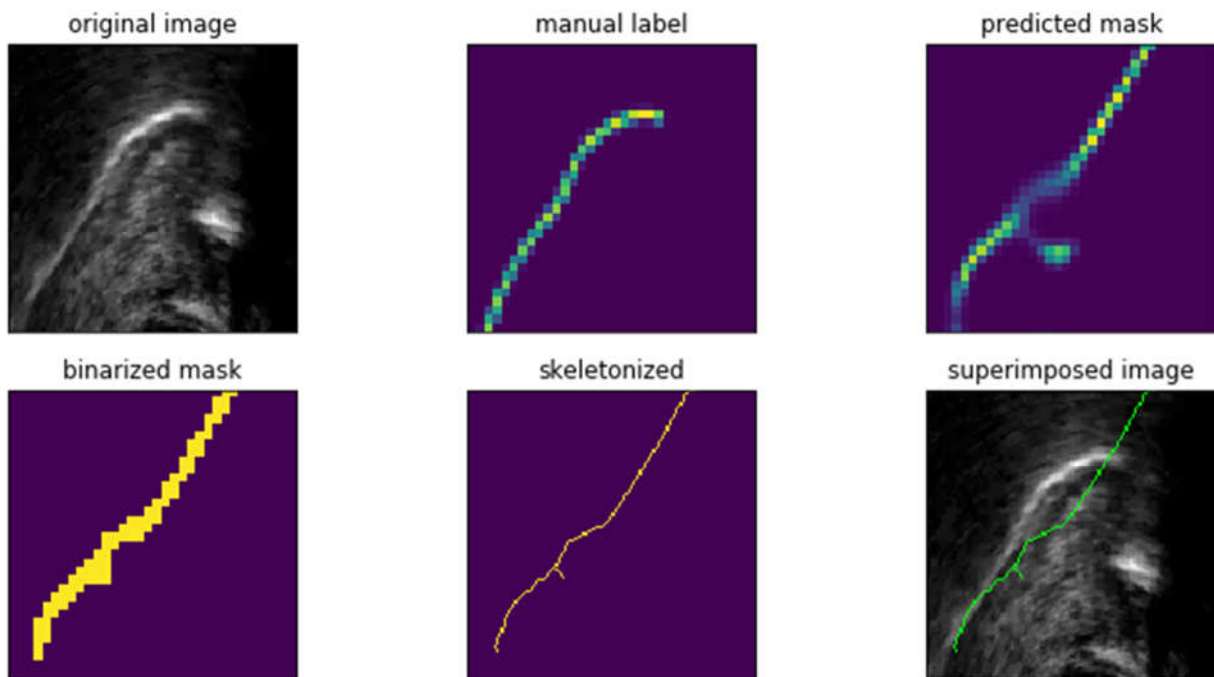 original image
manual label
predicted mask
binarized mask
skeletonized
superimposed image